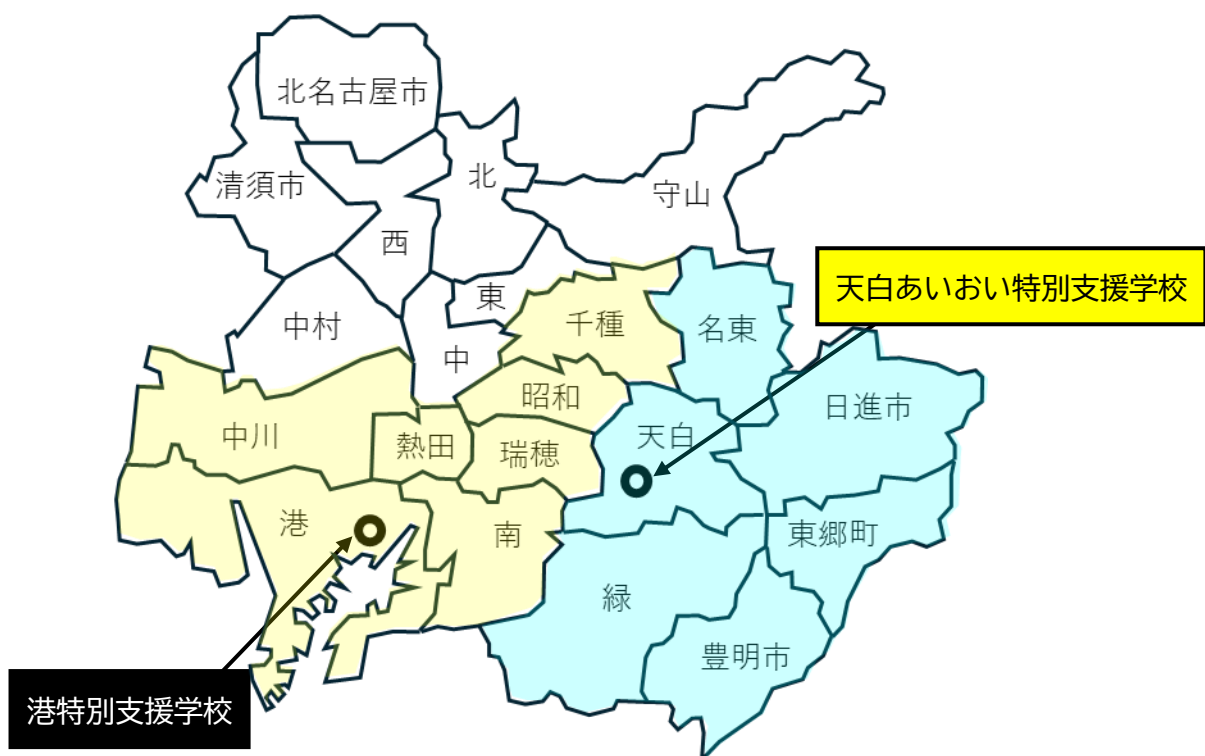 北名古屋市
清須市
北
守山
西
東
中村
中
千種
名東
天白あいおい特別支援学校
昭和
日進市
中川
熱田
瑞穂
天白
港
南
東郷町
緑
豊明市
港特別支援学校